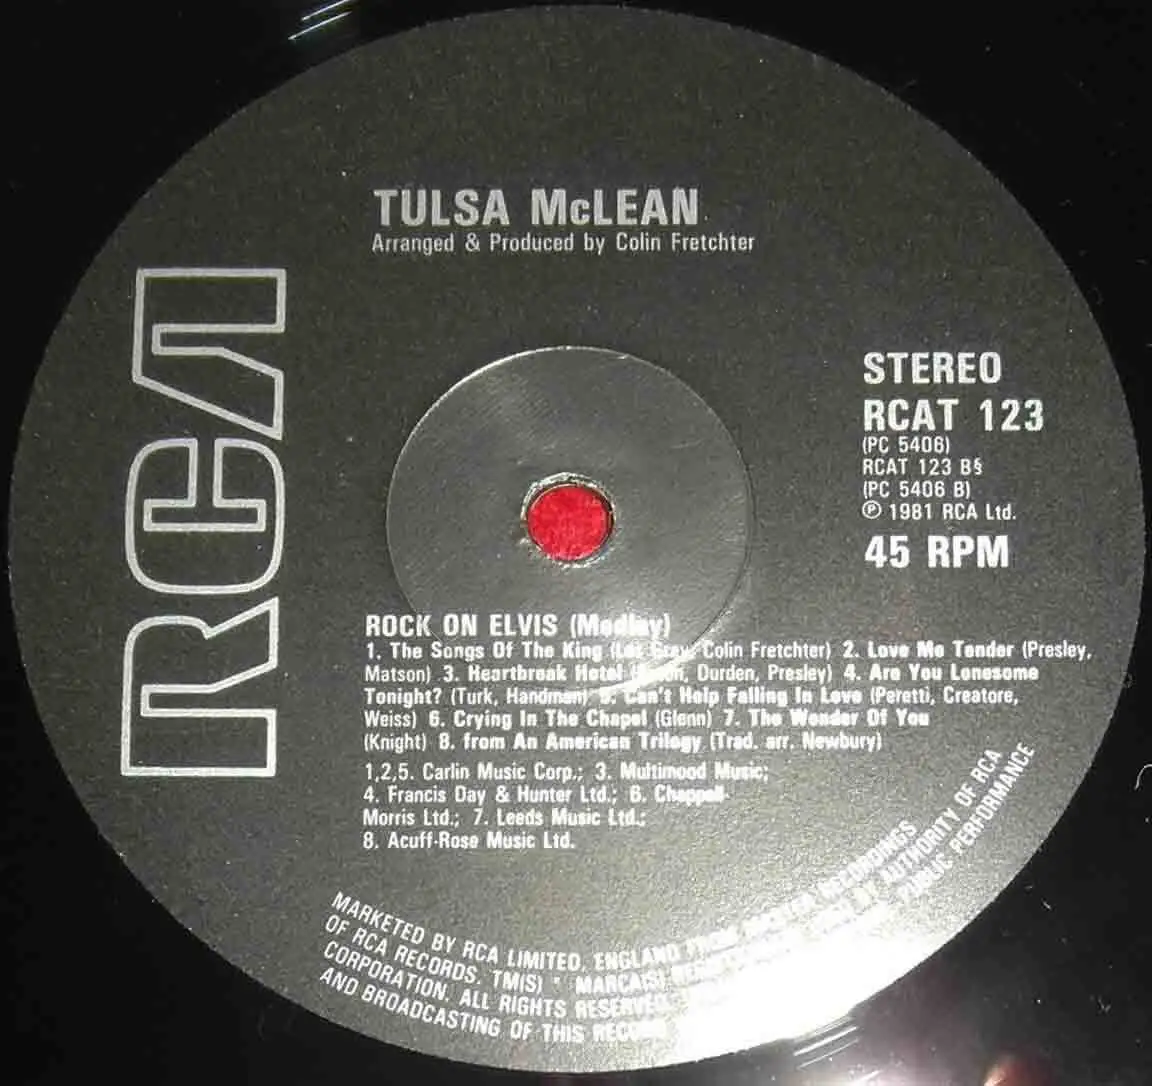 TULSA McLEAN
Arranged & Produced by Colin Fretchter
RCA
STEREO
RCAT 123
(PC 5406)
RCAT 123 B§
(PC 5406 B)
℗ 1981 RCA Ltd.
45 RPM
ROCK ON ELVIS (Medley)
1. The Songs Of The King Colin Fretchter) 2. Love Me Tender (Presley,
Matson) 3. Heartbreak Hotel Durden, Presley) 4. Are You Lonesome
Tonight? (Turk, Handman) 5. Can't Help Falling In Love (Peretti, Creatore,
Weiss) 6. Crying In The Chapel (Glenn) 7. The Wonder Of You
(Knight) 8. from An American Trilogy (Trad. arr. Newbury)
1,2,5. Carlin Music Corp.; 3. Multimood Music;
4. Francis Day & Hunter Ltd.; 6. Chappell-
Morris Ltd.; 7. Leeds Music Ltd.;
8. Acuff-Rose Music Ltd.
MARKETED BY RCA LIMITED, ENGLAND FROM MASTER RECORDINGS
OF RCA RECORDS. TM(S) ® MARCA(S) BY AUTHORITY OF RCA
CORPORATION. ALL RIGHTS RESERVED. PUBLIC PERFORMANCE
AND BROADCASTING OF THIS RECORD